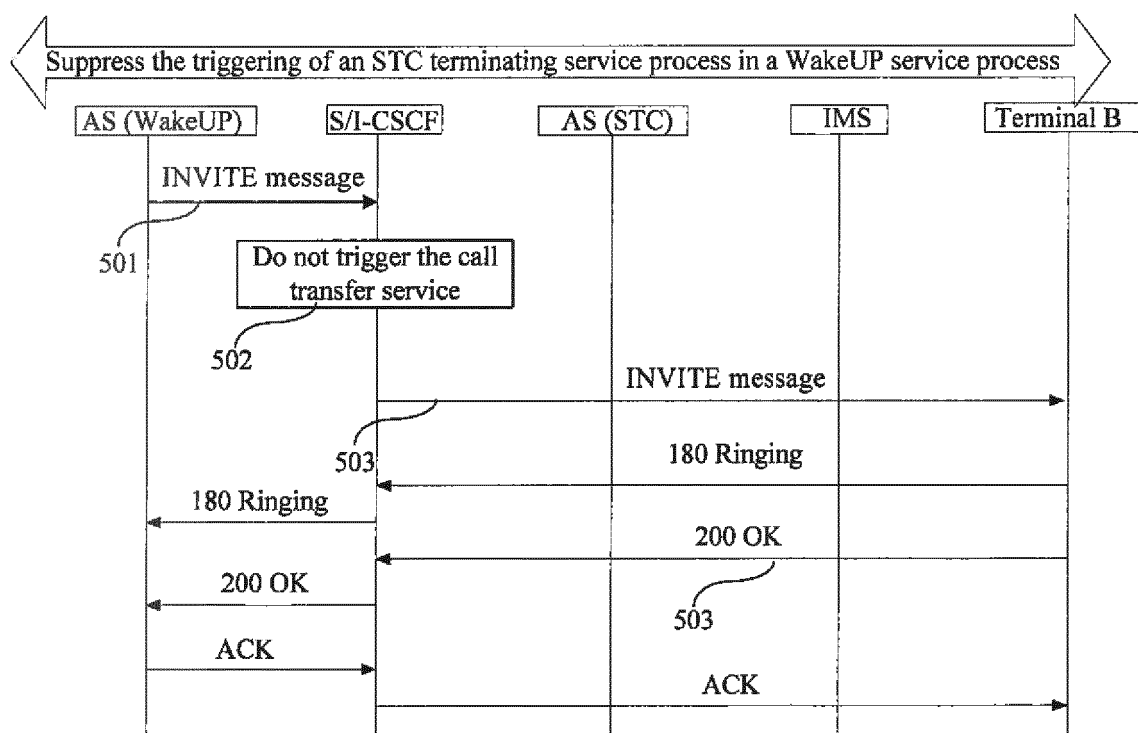 Suppress the triggering of an STC terminating service process in a WakeUP service process
AS (WakeUP)
S/I-CSCF
AS (STC)
IMS
Terminal B
INVITE message
501
Do not trigger the call
transfer service
502
INVITE message
503
180 Ringing
180 Ringing
200 OK
503
200 OK
ACK
ACK